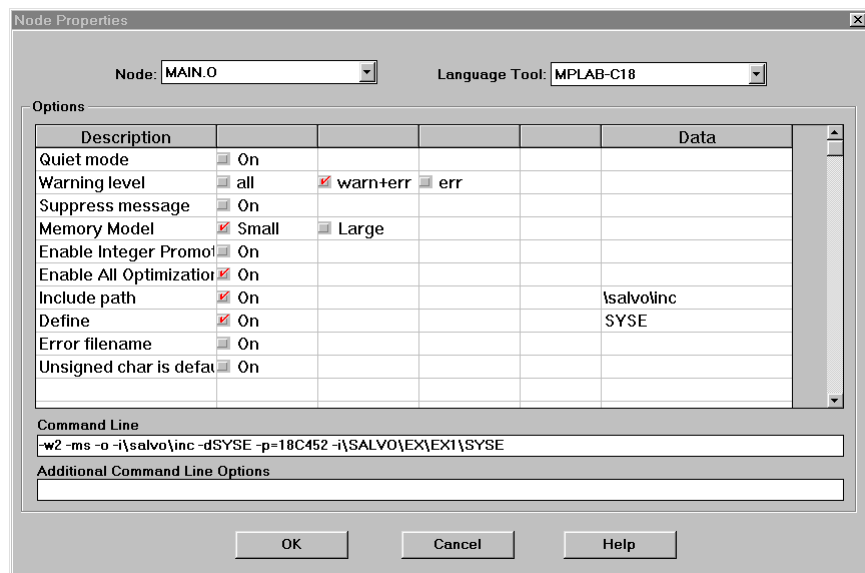 Node Properties
Node: MAIN.O Language Tool: MPLAB-C18
Options
Description Data
Quiet mode On
Warning level all warn+err err
Suppress message On
Memory Model Small Large
Enable Integer Promot On
Enable All Optimization On
Include path On \salvo\inc
Define On SYSE
Error filename On
Unsigned char is defau On
Command Line
-w2 -ms -o -i\salvo\inc -dSYSE -p=18C452 -i\SALVO\EX\EX1\SYSE
Additional Command Line Options
OK Cancel Help